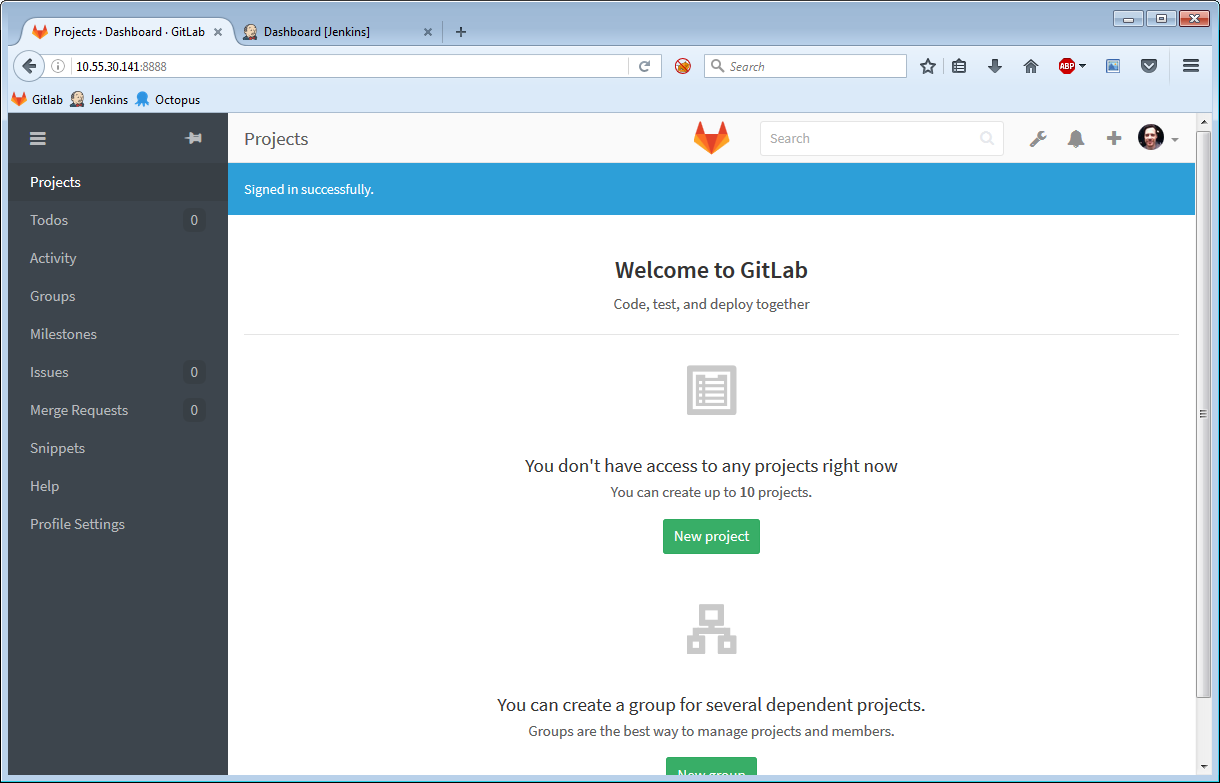 Projects · Dashboard · GitLab
Dashboard [Jenkins]
10.55.30.141:8888
Search
ABP
Gitlab
Jenkins
Octopus
Projects
Search
Signed in successfully.
Projects
Todos 0
Activity
Groups
Milestones
Issues 0
Merge Requests 0
Snippets
Help
Profile Settings
Welcome to GitLab
Code, test, and deploy together
You don't have access to any projects right now
You can create up to 10 projects.
New project
You can create a group for several dependent projects.
Groups are the best way to manage projects and members.
New group